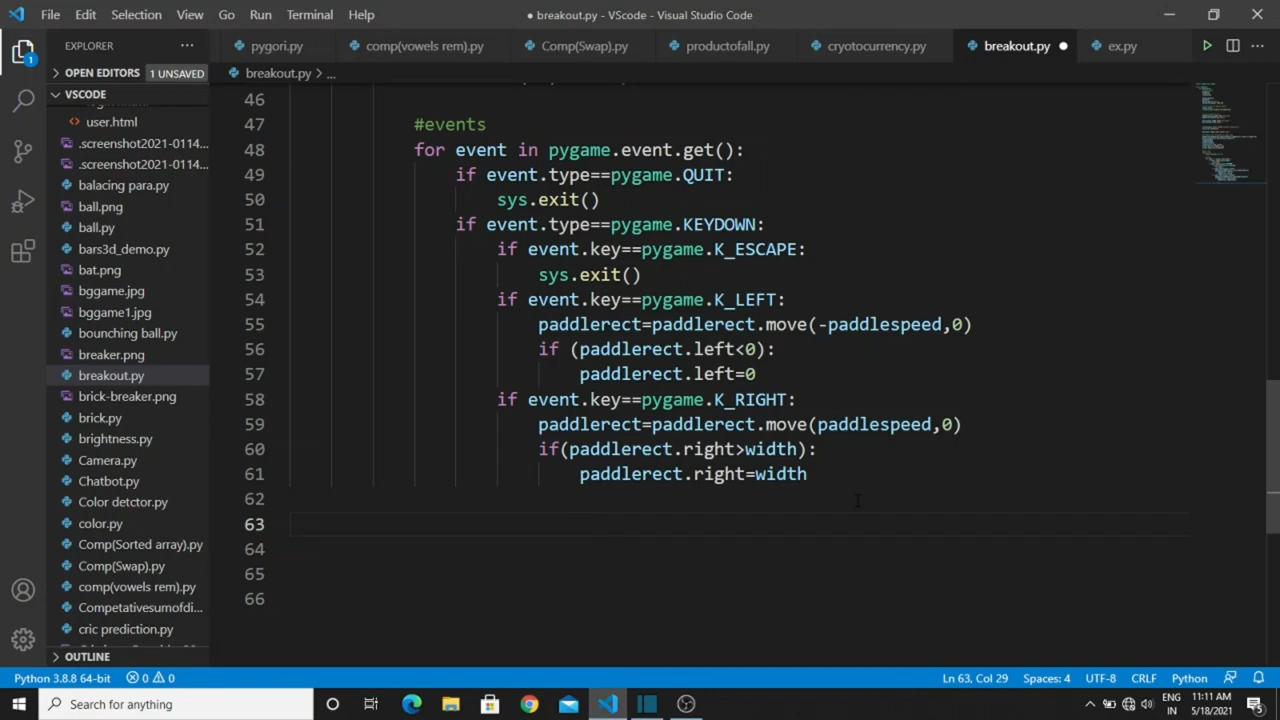 File Edit Selection View Go Run Terminal Help
● breakout.py - VScode - Visual Studio Code
EXPLORER
pygori.py comp(vowels rem).py Comp(Swap).py productofall.py cryotocurrency.py breakout.py ex.py
OPEN EDITORS 1 UNSAVED
breakout.py > ...
VSCODE
user.html
.screenshot2021-0114...
.screenshot2021-0114...
balacing para.py
ball.png
ball.py
bars3d_demo.py
bat.png
bggame.jpg
bggame1.jpg
bounching ball.py
breaker.png
breakout.py
brick-breaker.png
brick.py
brightness.py
Camera.py
Chatbot.py
Color detctor.py
color.py
Comp(Sorted array).py
Comp(Swap).py
comp(vowels rem).py
Competativesumofdi...
cric prediction.py
OUTLINE
46
47 #events
48 for event in pygame.event.get():
49 if event.type==pygame.QUIT:
50 sys.exit()
51 if event.type==pygame.KEYDOWN:
52 if event.key==pygame.K_ESCAPE:
53 sys.exit()
54 if event.key==pygame.K_LEFT:
55 paddlerect=paddlerect.move(-paddlespeed,0)
56 if (paddlerect.left<0):
57 paddlerect.left=0
58 if event.key==pygame.K_RIGHT:
59 paddlerect=paddlerect.move(paddlespeed,0)
60 if(paddlerect.right>width):
61 paddlerect.right=width
62
63
64
65
66
Python 3.8.8 64-bit 0 0 Ln 63, Col 29 Spaces: 4 UTF-8 CRLF Python
Search for anything
ENG
IN
11:11 AM
5/18/2021